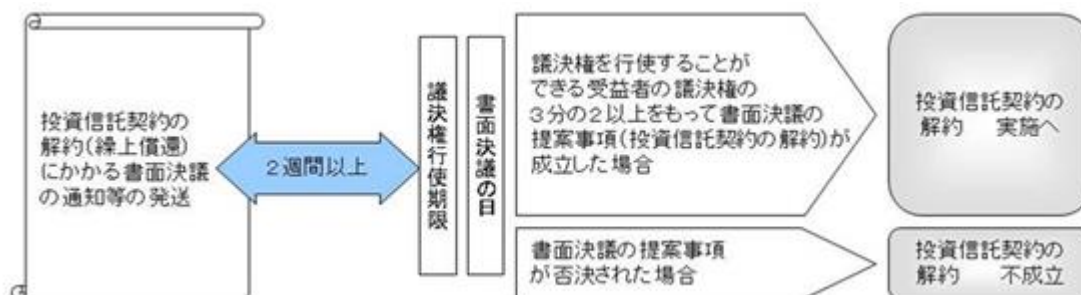 投資信託契約の
解約(繰上償還)
にかかる書面決議
の通知等の発送
2週間以上
議決権行使期限
書面決議の日
議決権を行使することが
できる受益者の議決権の
3分の2以上をもって書面決議の
提案事項(投資信託契約の解約)が
成立した場合
投資信託契約の
解約　実施へ
書面決議の提案事項
が否決された場合
投資信託契約の
解約　不成立